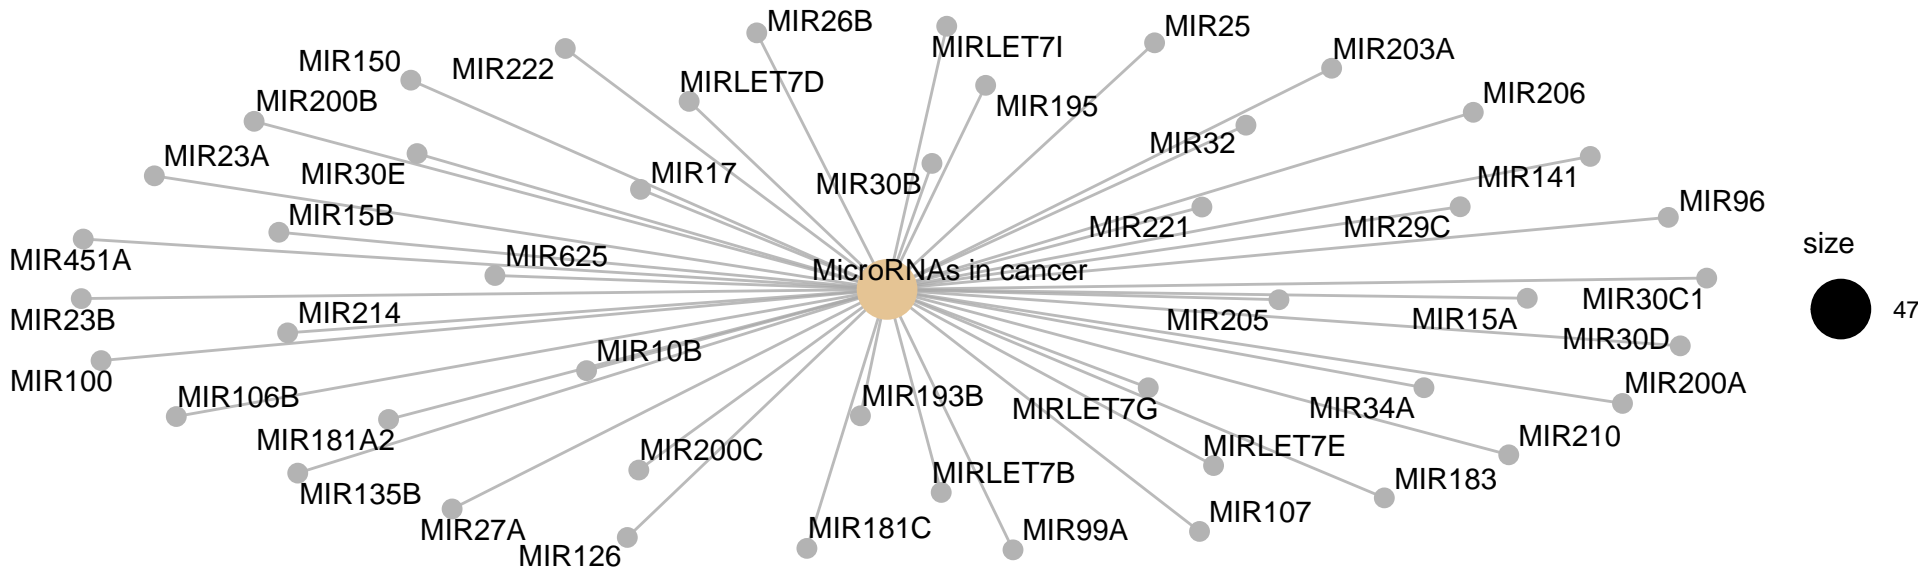 MIR26B
MIRLET7I
MIR25
MIR203A
MIR150
MIR222
MIRLET7D
MIR195
MIR206
MIR200B
MIR32
MIR23A
MIR30E
MIR17
MIR30B
MIR141
MIR96
MIR15B
MIR221
MIR29C
size
MIR451A
MIR625
MicroRNAs in cancer
MIR30C1
47
MIR23B
MIR214
MIR205
MIR15A
MIR30D
MIR10B
MIR100
MIR106B
MIR193B
MIRLET7G
MIR34A
MIR200A
MIR181A2
MIR200C
MIRLET7E
MIR210
MIR135B
MIRLET7B
MIR183
MIR27A
MIR126
MIR181C
MIR99A
MIR107